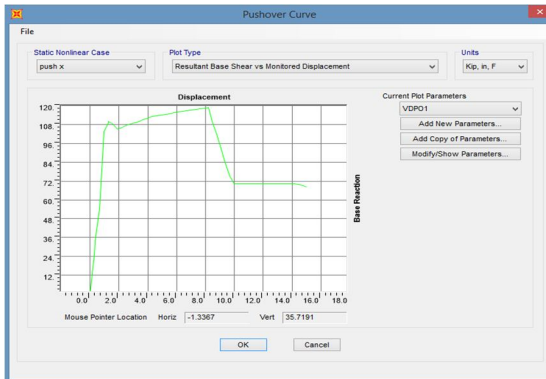 Pushover Curve
File
Static Nonlinear Case
push x
Plot Type
Resultant Base Shear vs Monitored Displacement
Units
Kip, in, F
Displacement
120.
108.
96.
84.
72.
60.
48.
36.
24.
12.
0.0 2.0 4.0 6.0 8.0 10.0 12.0 14.0 16.0 18.0
Base Reaction
Mouse Pointer Location Horiz -1.3367 Vert 35.7191
Current Plot Parameters
VDPO1
Add New Parameters...
Add Copy of Parameters...
Modify/Show Parameters...
OK Cancel